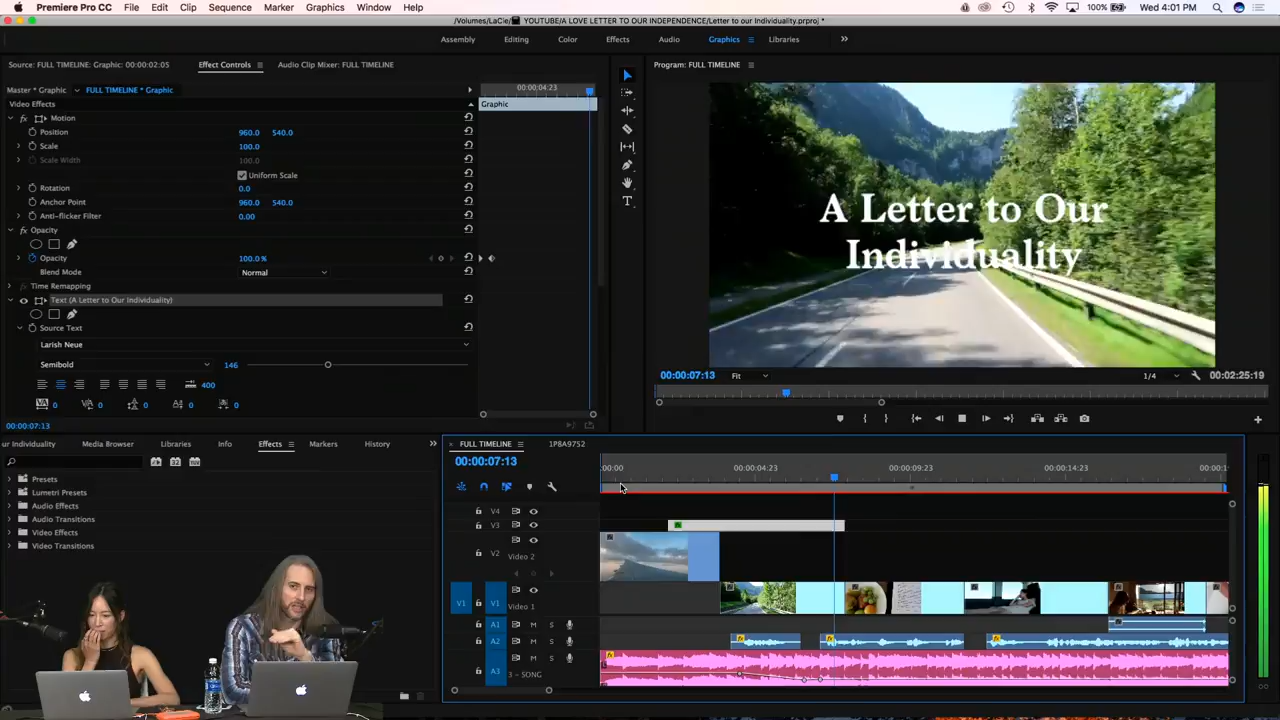 Premiere Pro CC File Edit Clip Sequence Marker Graphics Window Help 100% Wed 4:01 PM
/Volumes/LaCie/ YOUTUBE/A LOVE LETTER TO OUR INDEPENDENCE/Letter to our Individuality.prproj *
Assembly Editing Color Effects Audio Graphics Libraries
Source: FULL TIMELINE: Graphic: 00:00:02:05 Effect Controls Audio Clip Mixer: FULL TIMELINE Program: FULL TIMELINE
Master * Graphic FULL TIMELINE * Graphic 00:00:04:23
Video Effects Graphic
fx Motion
Position 960.0 540.0
Scale 100.0
Scale Width 100.0
Uniform Scale
Rotation 0.0
Anchor Point 960.0 540.0
Anti-flicker Filter 0.00
fx Opacity
Opacity 100.0 %
Blend Mode Normal
Time Remapping
Text (A Letter to Our Individuality)
Source Text
Larish Neue
Semibold 146
400
VA 0 VA 0 0 0 0
00:00:07:13
A Letter to Our
Individuality
00:00:07:13 Fit 1/4 00:02:25:19
ur Individuality Media Browser Libraries Info Effects Markers History
Presets
Lumetri Presets
Audio Effects
Audio Transitions
Video Effects
Video Transitions
× FULL TIMELINE 1P8A9752
00:00:07:13
:00:00 00:00:04:23 00:00:09:23 00:00:14:23 00:00:1
V4
V3
V2 Video 2
V1 V1 Video 1
A1 M S
A2 M S
A3 M S
3 - SONG